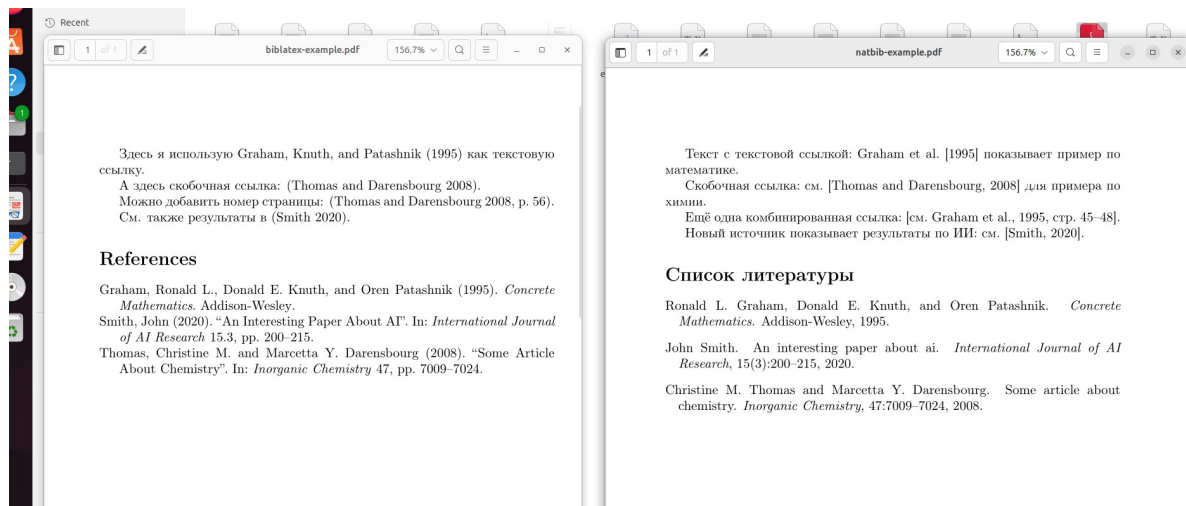 Recent
1 of 1
biblatex-example.pdf
156.7%
Здесь я использую Graham, Knuth, and Patashnik (1995) как текстовую
ссылку.
А здесь скобочная ссылка: (Thomas and Darensbourg 2008).
Можно добавить номер страницы: (Thomas and Darensbourg 2008, p. 56).
См. также результаты в (Smith 2020).
References
Graham, Ronald L., Donald E. Knuth, and Oren Patashnik (1995). Concrete
Mathematics. Addison-Wesley.
Smith, John (2020). “An Interesting Paper About AI”. In: International Journal
of AI Research 15.3, pp. 200–215.
Thomas, Christine M. and Marcetta Y. Darensbourg (2008). “Some Article
About Chemistry”. In: Inorganic Chemistry 47, pp. 7009–7024.
1 of 1
natbib-example.pdf
156.7%
Текст с текстовой ссылкой: Graham et al. [1995] показывает пример по
математике.
Скобочная ссылка: см. [Thomas and Darensbourg, 2008] для примера по
химии.
Ещё одна комбинированная ссылка: [см. Graham et al., 1995, стр. 45–48].
Новый источник показывает результаты по ИИ: см. [Smith, 2020].
Список литературы
Ronald L. Graham, Donald E. Knuth, and Oren Patashnik. Concrete
Mathematics. Addison-Wesley, 1995.
John Smith. An interesting paper about ai. International Journal of AI
Research, 15(3):200–215, 2020.
Christine M. Thomas and Marcetta Y. Darensbourg. Some article about
chemistry. Inorganic Chemistry, 47:7009–7024, 2008.